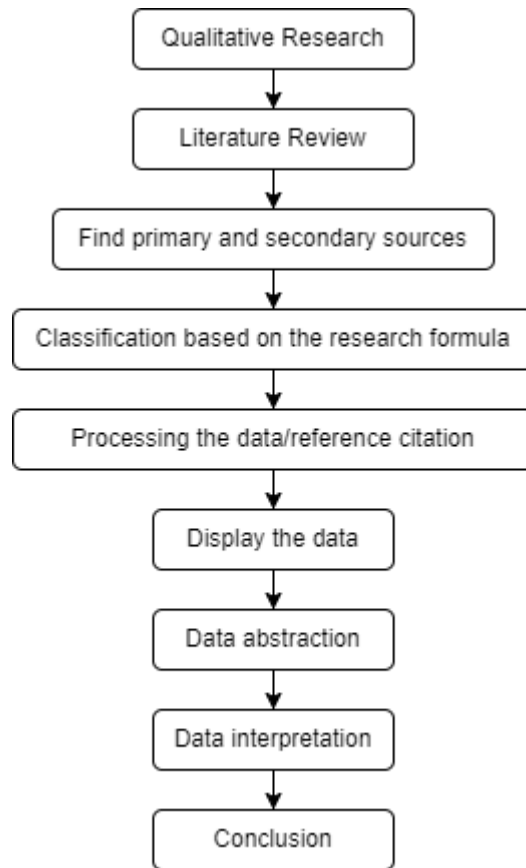 Qualitative Research
Literature Review
Find primary and secondary sources
Classification based on the research formula
Processing the data/reference citation
Display the data
Data abstraction
Data interpretation
Conclusion